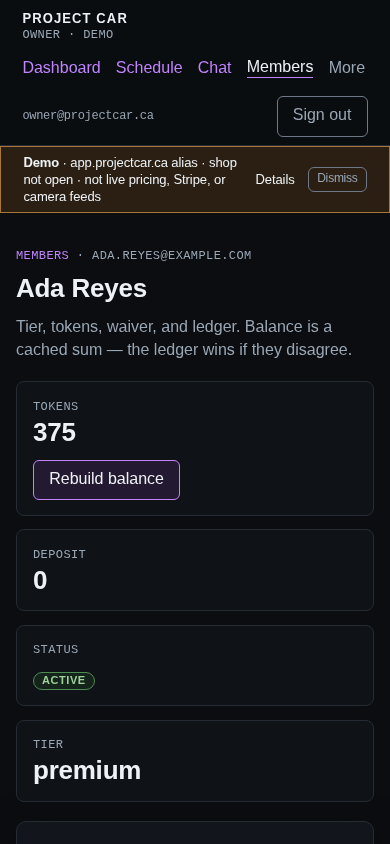 PROJECT CAR
OWNER · DEMO
Dashboard Schedule Chat Members More
owner@projectcar.ca Sign out
Demo · app.projectcar.ca alias · shop
not open · not live pricing, Stripe, or
camera feeds
Details Dismiss
MEMBERS · ADA.REYES@EXAMPLE.COM
Ada Reyes
Tier, tokens, waiver, and ledger. Balance is a
cached sum — the ledger wins if they disagree.
TOKENS
375
Rebuild balance
DEPOSIT
0
STATUS
ACTIVE
TIER
premium